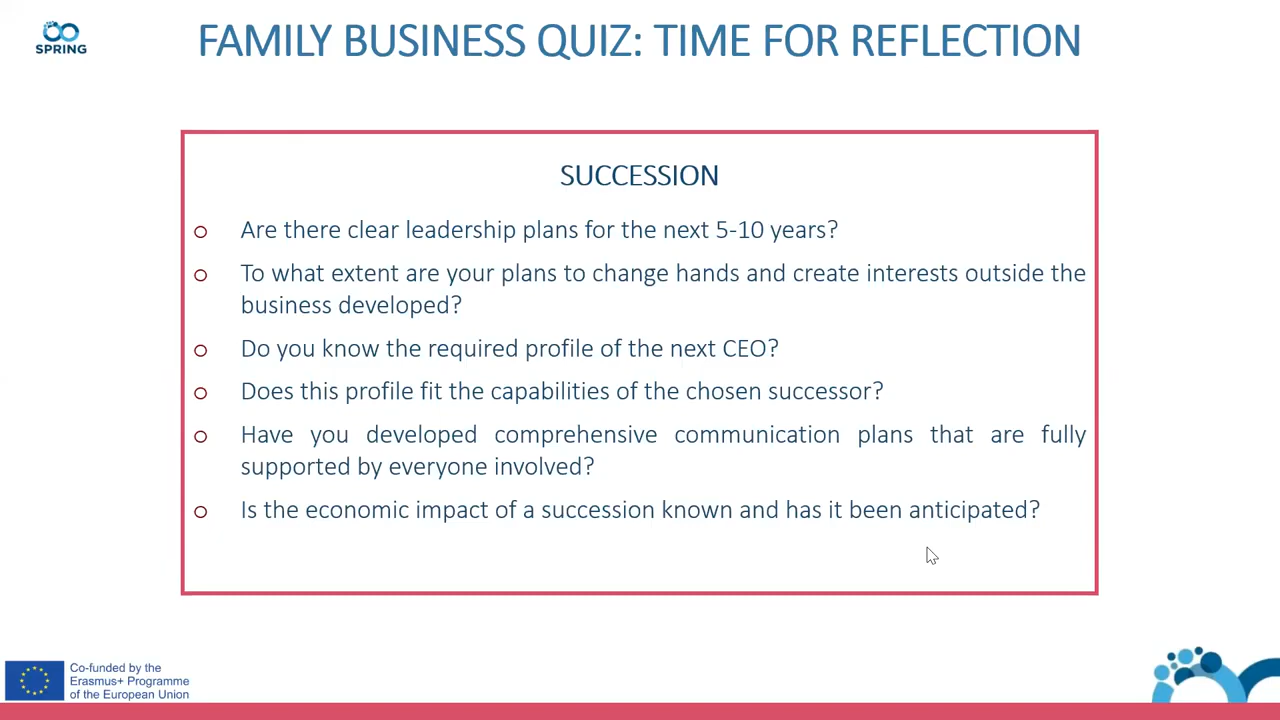 SPRING
FAMILY BUSINESS QUIZ: TIME FOR REFLECTION
SUCCESSION
o Are there clear leadership plans for the next 5-10 years?
o To what extent are your plans to change hands and create interests outside the
business developed?
o Do you know the required profile of the next CEO?
o Does this profile fit the capabilities of the chosen successor?
o Have you developed comprehensive communication plans that are fully
supported by everyone involved?
o Is the economic impact of a succession known and has it been anticipated?
Co-funded by the
Erasmus+ Programme
of the European Union